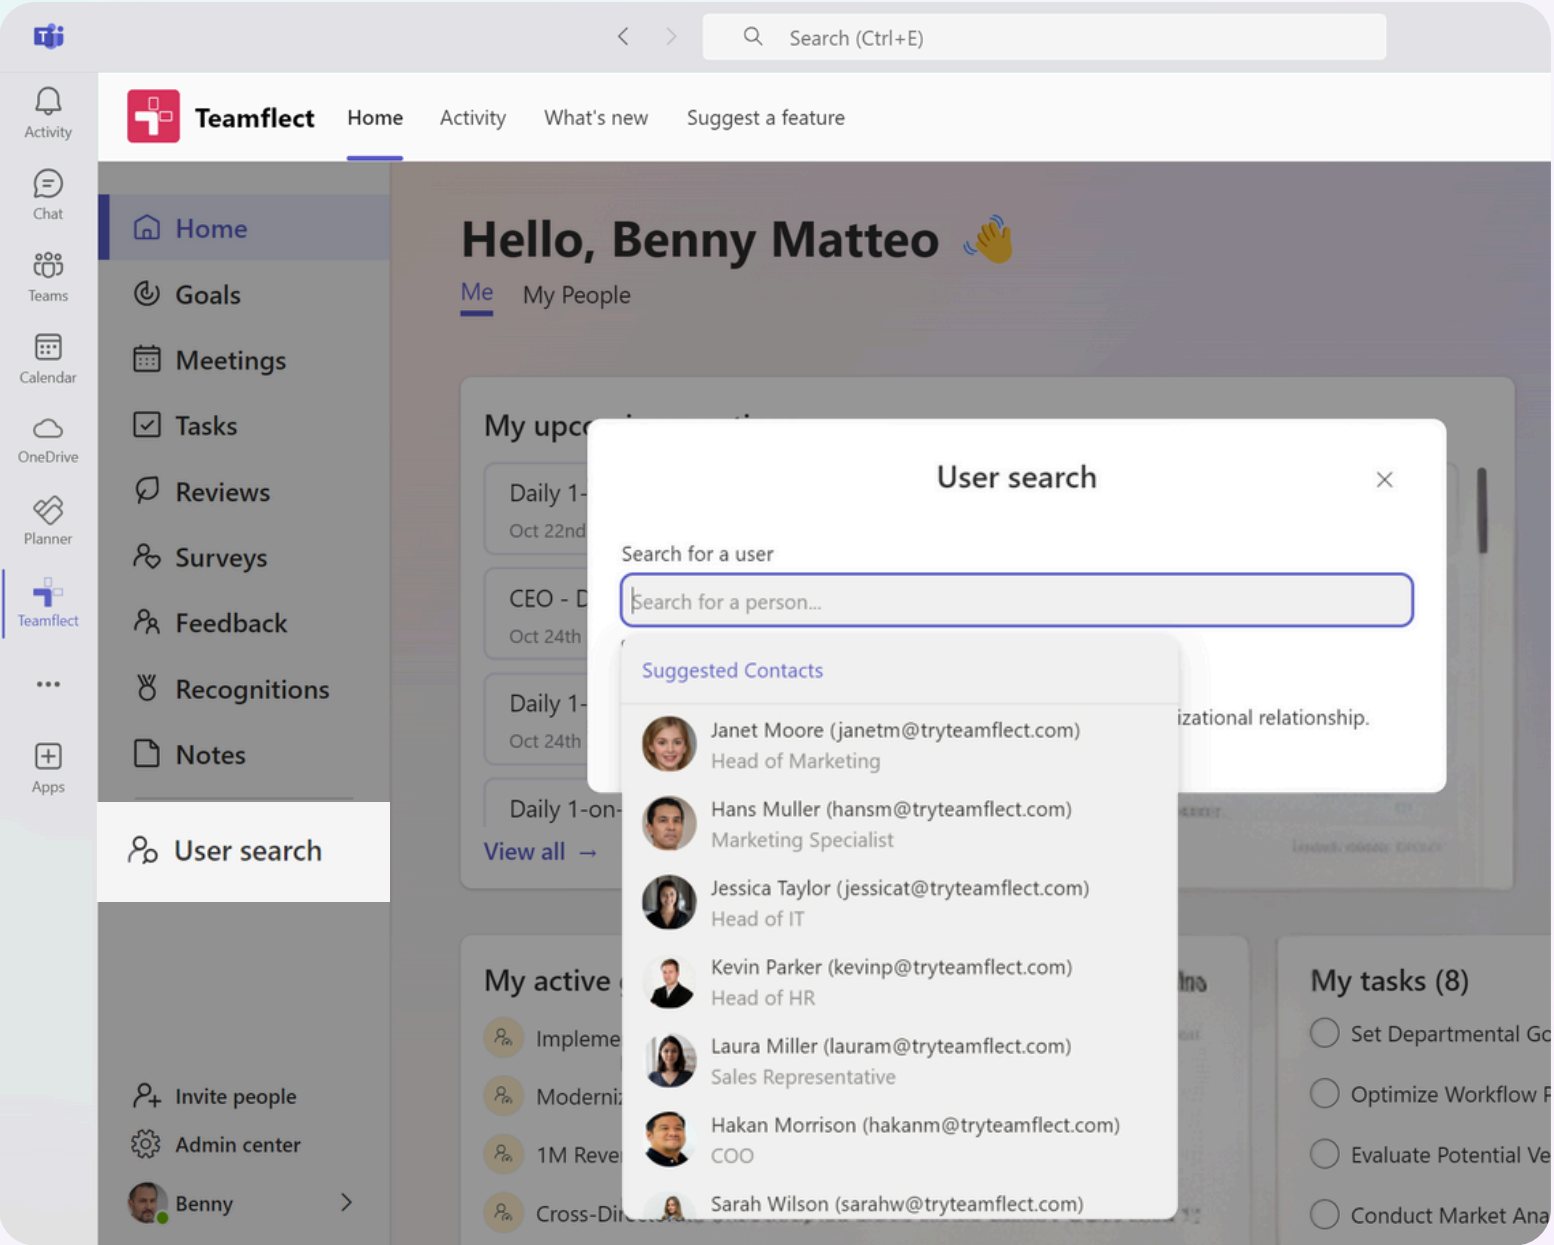 Search (Ctrl+E)
Activity
Chat
Teams
Calendar
OneDrive
Planner
Teamflect
Apps
Teamflect
Home
Activity
What's new
Suggest a feature
Home
Goals
Meetings
Tasks
Reviews
Surveys
Feedback
Recognitions
Notes
User search
Invite people
Admin center
Benny
Hello, Benny Matteo
Me
My People
My
Daily 1-
Oct 22nd
CEO - D
Oct 24th
Daily 1-
Oct 24th
Daily 1-on-
View all →
User search
Search for a user
Search for a person...
izational relationship.
Suggested Contacts
Janet Moore (janetm@tryteamflect.com)
Head of Marketing
Hans Muller (hansm@tryteamflect.com)
Marketing Specialist
Jessica Taylor (jessicat@tryteamflect.com)
Head of IT
Kevin Parker (kevinp@tryteamflect.com)
Head of HR
Laura Miller (lauram@tryteamflect.com)
Sales Representative
Hakan Morrison (hakanm@tryteamflect.com)
COO
Sarah Wilson (sarahw@tryteamflect.com)
My active
Impleme
Moderniz
1M Reve
Cross-Di
My tasks (8)
Set Departmental Go
Optimize Workflow P
Evaluate Potential Ve
Conduct Market Ana